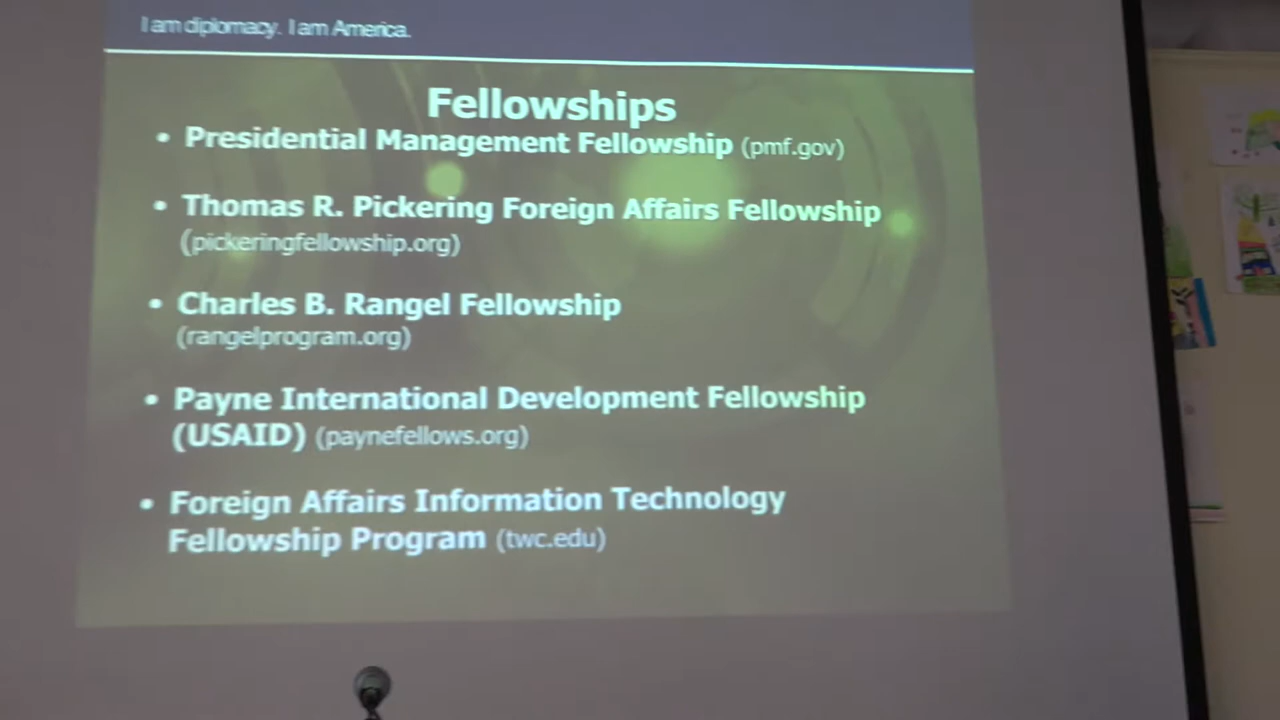 I am diplomacy. I am America.
Fellowships
• Presidential Management Fellowship (pmf.gov)
• Thomas R. Pickering Foreign Affairs Fellowship
(pickeringfellowship.org)
• Charles B. Rangel Fellowship
(rangelprogram.org)
• Payne International Development Fellowship
(USAID) (paynefellows.org)
• Foreign Affairs Information Technology
Fellowship Program (twc.edu)